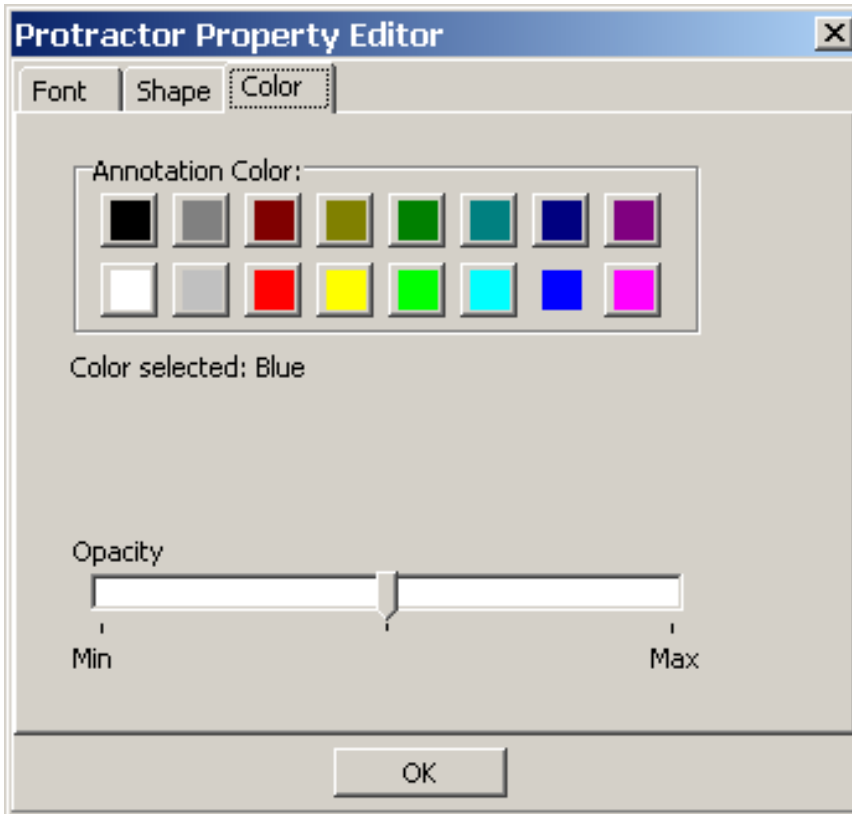 Protractor Property Editor
Font Shape Color
Annotation Color:
Color selected: Blue
Opacity
Min Max
OK